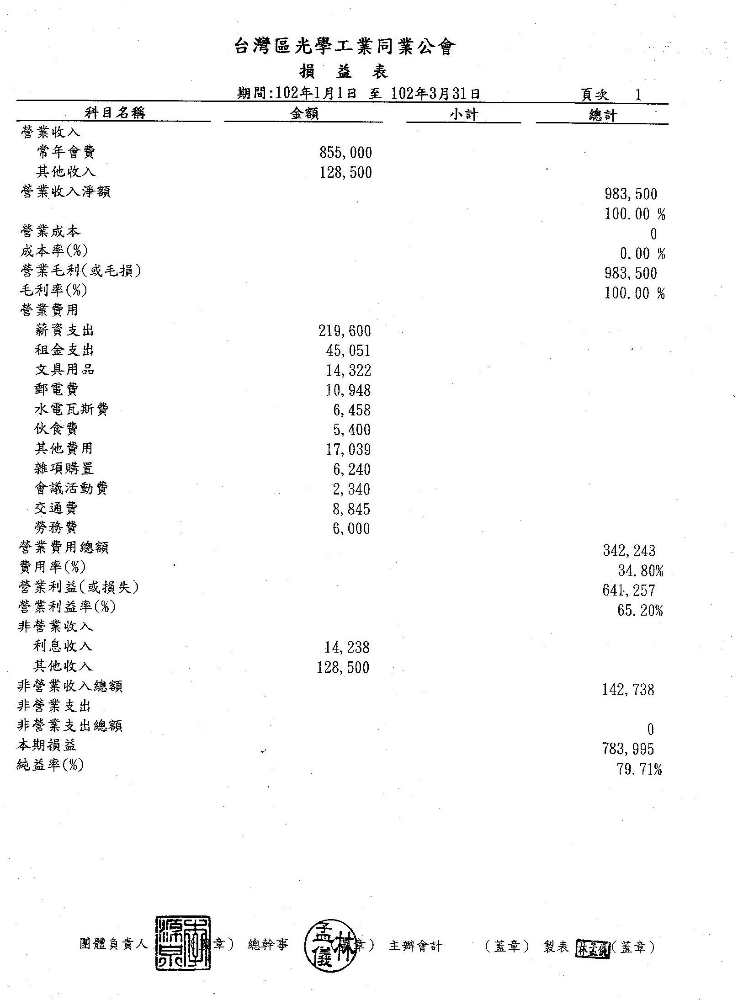 台灣區光學工業同業公會
損 益 表
期間:102年1月1日 至 102年3月31日 頁次 1
科目名稱 金額 小計 總計
營業收入
常年會費 855,000
其他收入 128,500
營業收入淨額 983,500
100.00 %
營業成本 0
成本率(%) 0.00 %
營業毛利(或毛損) 983,500
毛利率(%) 100.00 %
營業費用
薪資支出 219,600
租金支出 45,051
文具用品 14,322
郵電費 10,948
水電瓦斯費 6,458
伙食費 5,400
其他費用 17,039
雜項購置 6,240
會議活動費 2,340
交通費 8,845
勞務費 6,000
營業費用總額 342,243
費用率(%) 34.80%
營業利益(或損失) 641,257
營業利益率(%) 65.20%
非營業收入
利息收入 14,238
其他收入 128,500
非營業收入總額 142,738
非營業支出
非營業支出總額 0
本期損益 783,995
純益率(%) 79.71%
團體負責人 章) 總幹事 林孟儀 章) 主辦會計 (蓋章) 製表 林孟儀 (蓋章)